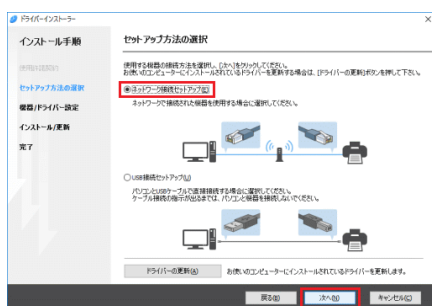 ドライバーインストーラー
インストール手順
セットアップ方法の選択
使用許諾契約
使用する機器の接続方法を選択し、[次へ]をクリックしてください。
お使いのコンピューターにインストールされているドライバーを更新する場合は、[ドライバーの更新]ボタンを押して下さい。
セットアップ方法の選択
ネットワーク接続セットアップ(E)
ネットワークで接続された機器を使用する場合に選択してください。
機器/ドライバー設定
インストール/更新
完了
USB接続セットアップ(U)
パソコンとUSBケーブルで直接接続する場合に選択してください。
ケーブル接続の指示が出るまでは、パソコンと機器を接続しないでください。
ドライバーの更新(A)
お使いのコンピューターにインストールされているドライバーを更新します。
戻る(B)
次へ(N)
キャンセル(C)